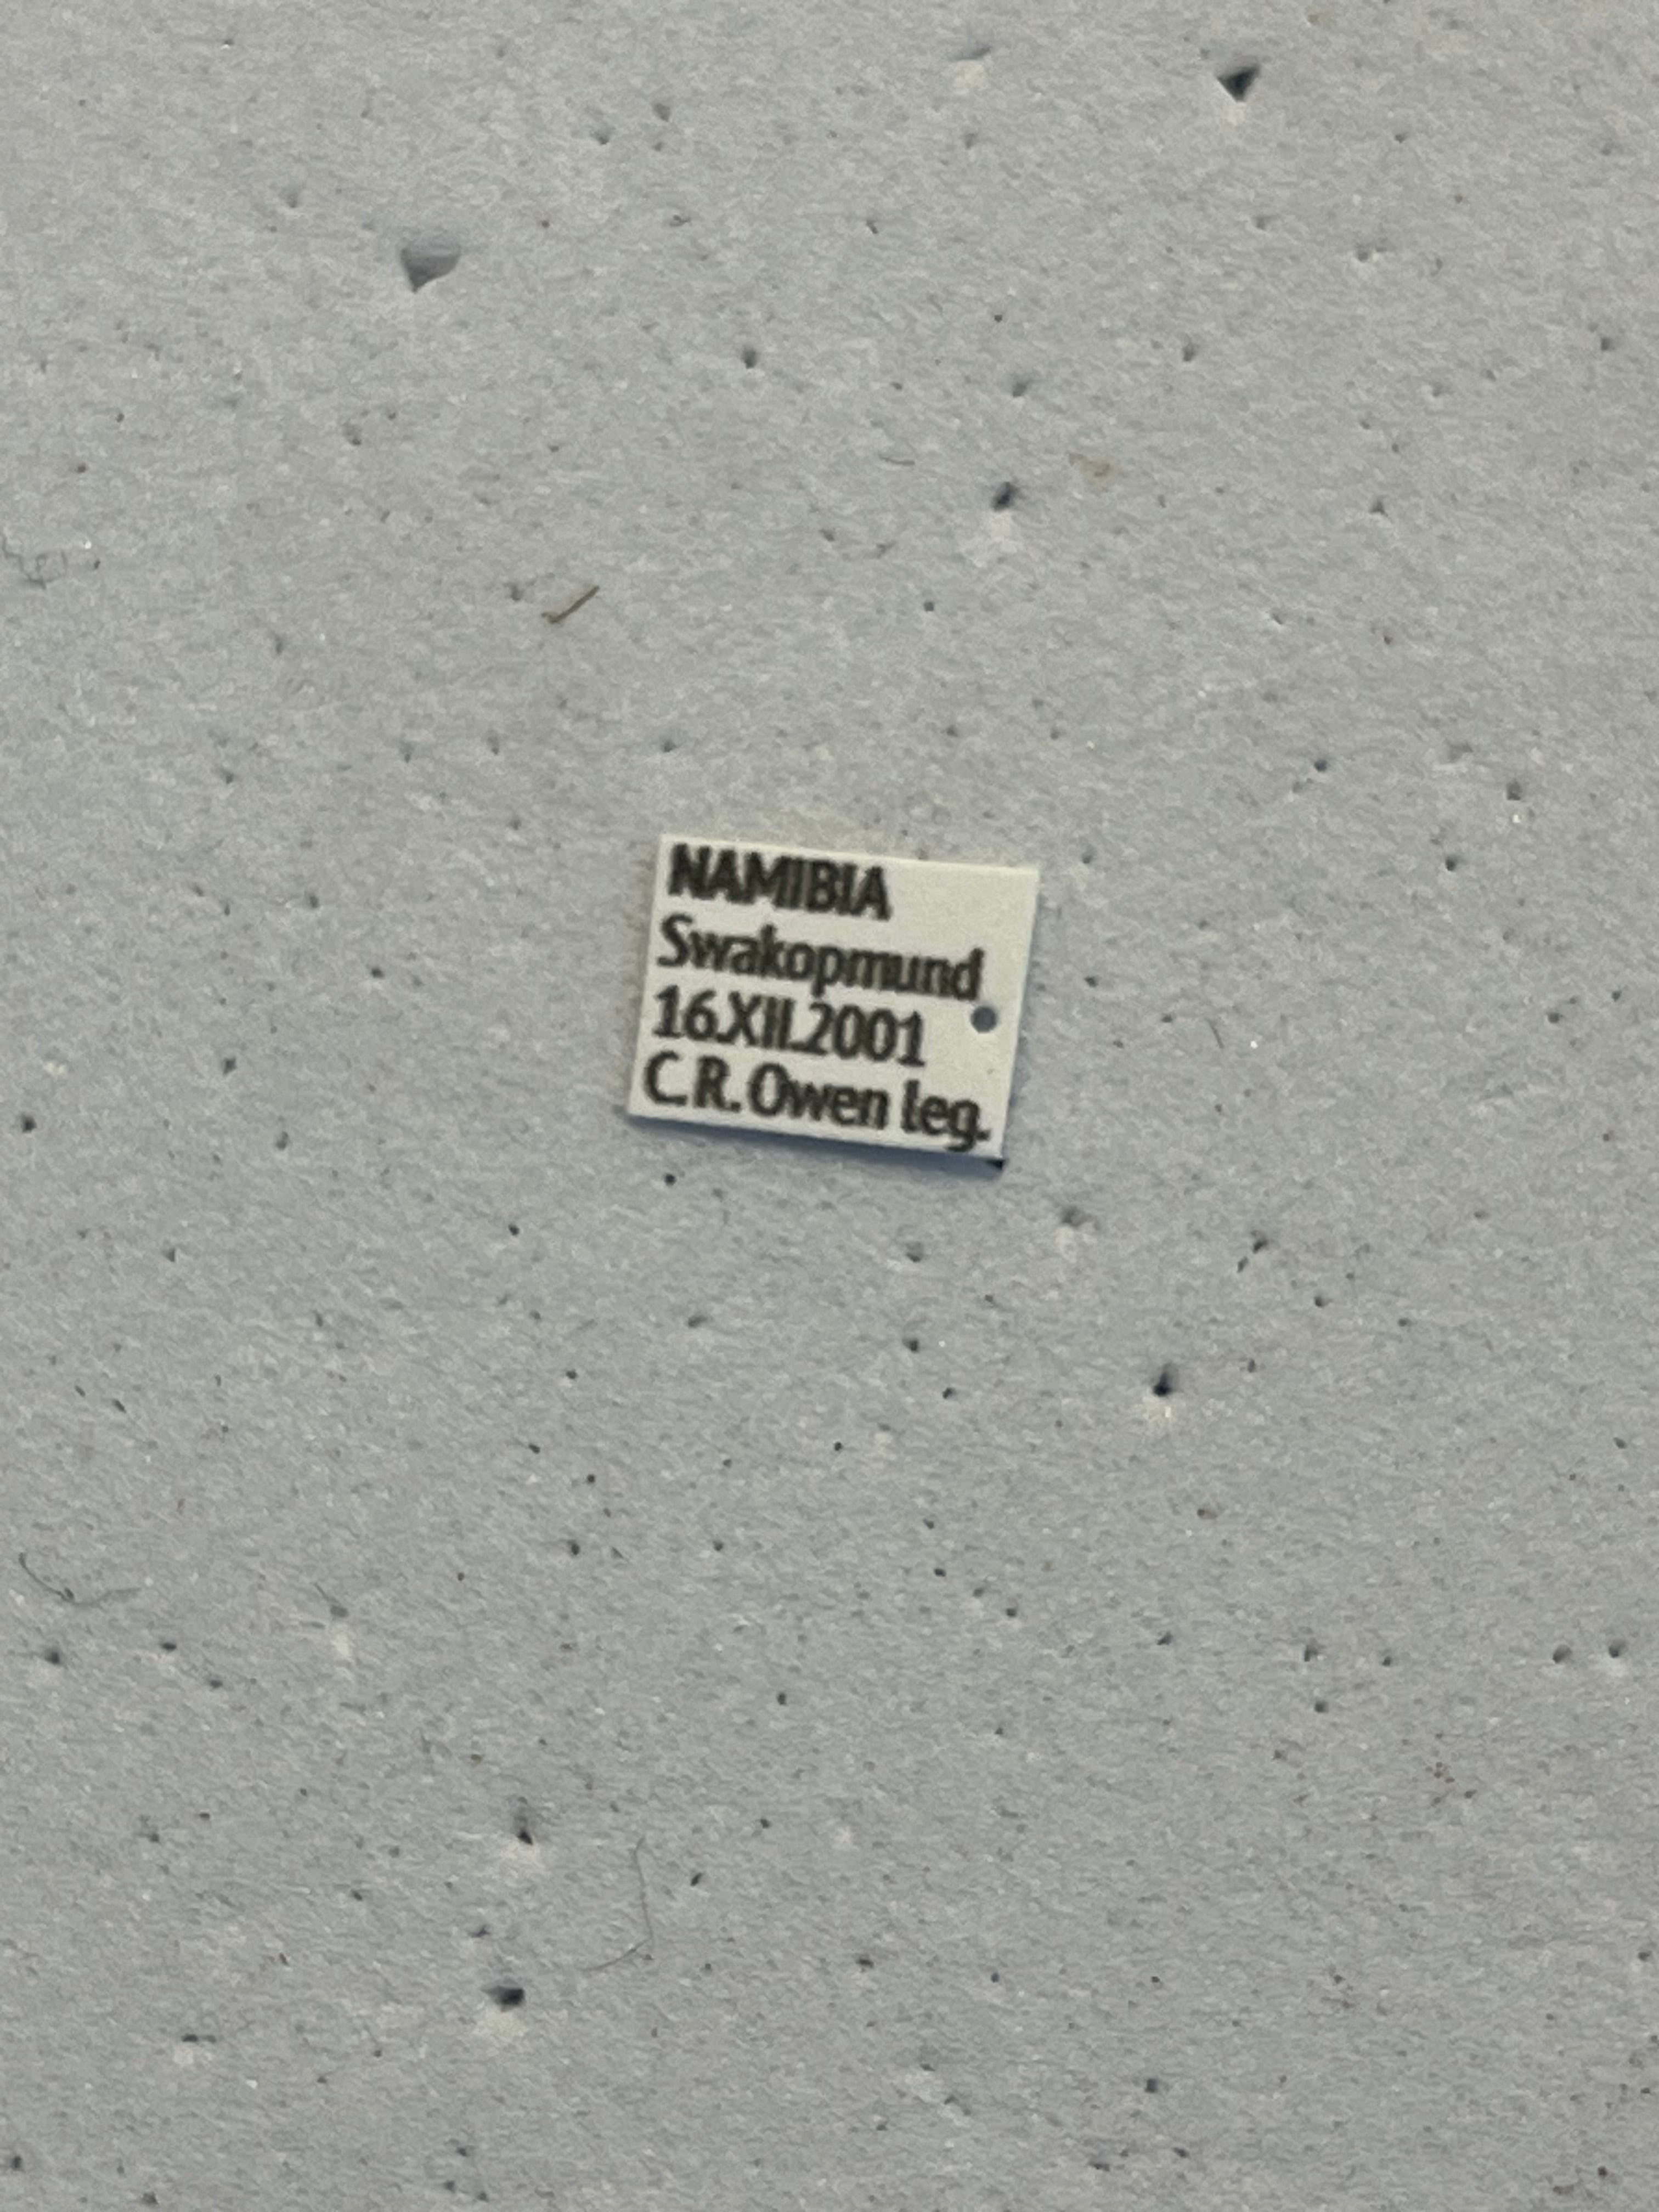 NAMIBIA
Swakopmund
16.XII.2001
C.R. Owen leg.